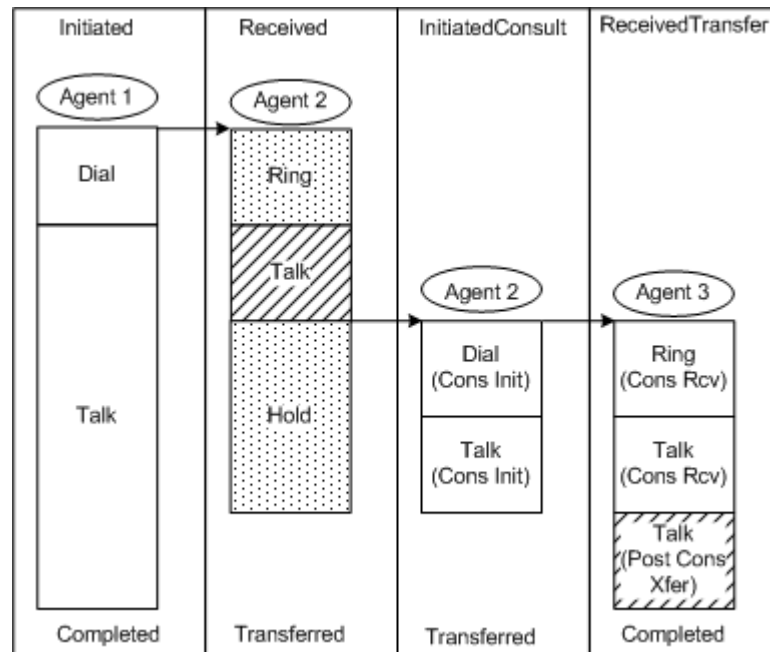 Initiated
Received
InitiatedConsult
ReceivedTransfer
Agent 1
Agent 2
Agent 2
Agent 3
Dial
Talk
Ring
Talk
Hold
Dial
(Cons Init)
Talk
(Cons Init)
Ring
(Cons Rcv)
Talk
(Cons Rcv)
Talk
(Post Cons
Xfer)
Completed
Transferred
Transferred
Completed